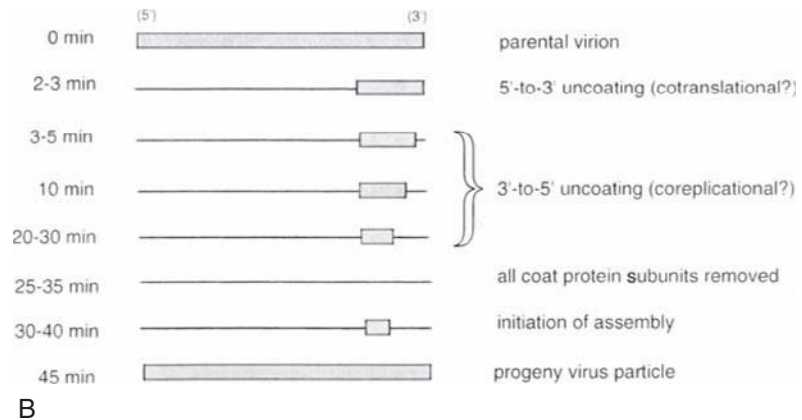 (5') (3')
0 min parental virion
2-3 min 5'-to-3' uncoating (cotranslational?)
3-5 min
10 min 3'-to-5' uncoating (coreplicational?)
20-30 min
25-35 min all coat protein subunits removed
30-40 min initiation of assembly
45 min progeny virus particle
B